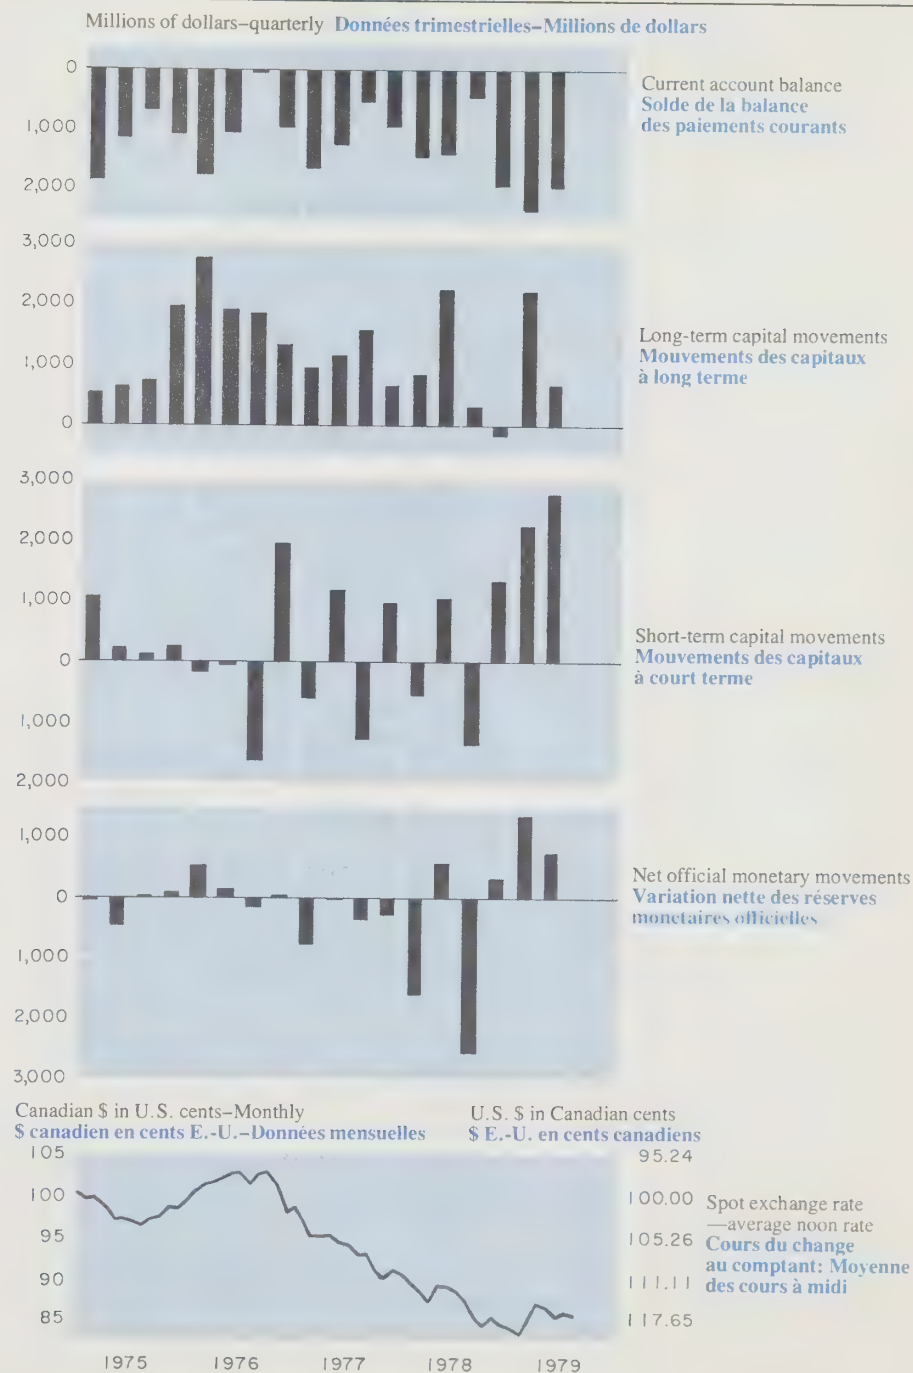 Millions of dollars–quarterly Données trimestrielles–Millions de dollars
0
1,000
2,000
Current account balance
Solde de la balance
des paiements courants
3,000
2,000
1,000
0
Long-term capital movements
Mouvements des capitaux
à long terme
3,000
2,000
1,000
0
1,000
2,000
Short-term capital movements
Mouvements des capitaux
à court terme
1,000
0
1,000
2,000
3,000
Net official monetary movements
Variation nette des réserves
monetaires officielles
Canadian $ in U.S. cents–Monthly
$ canadien en cents E.-U.–Données mensuelles
U.S. $ in Canadian cents
$ E.-U. en cents canadiens
105
100
95
90
85
95.24
100.00
105.26
111.11
117.65
Spot exchange rate
—average noon rate
Cours du change
au comptant: Moyenne
des cours à midi
1975 1976 1977 1978 1979